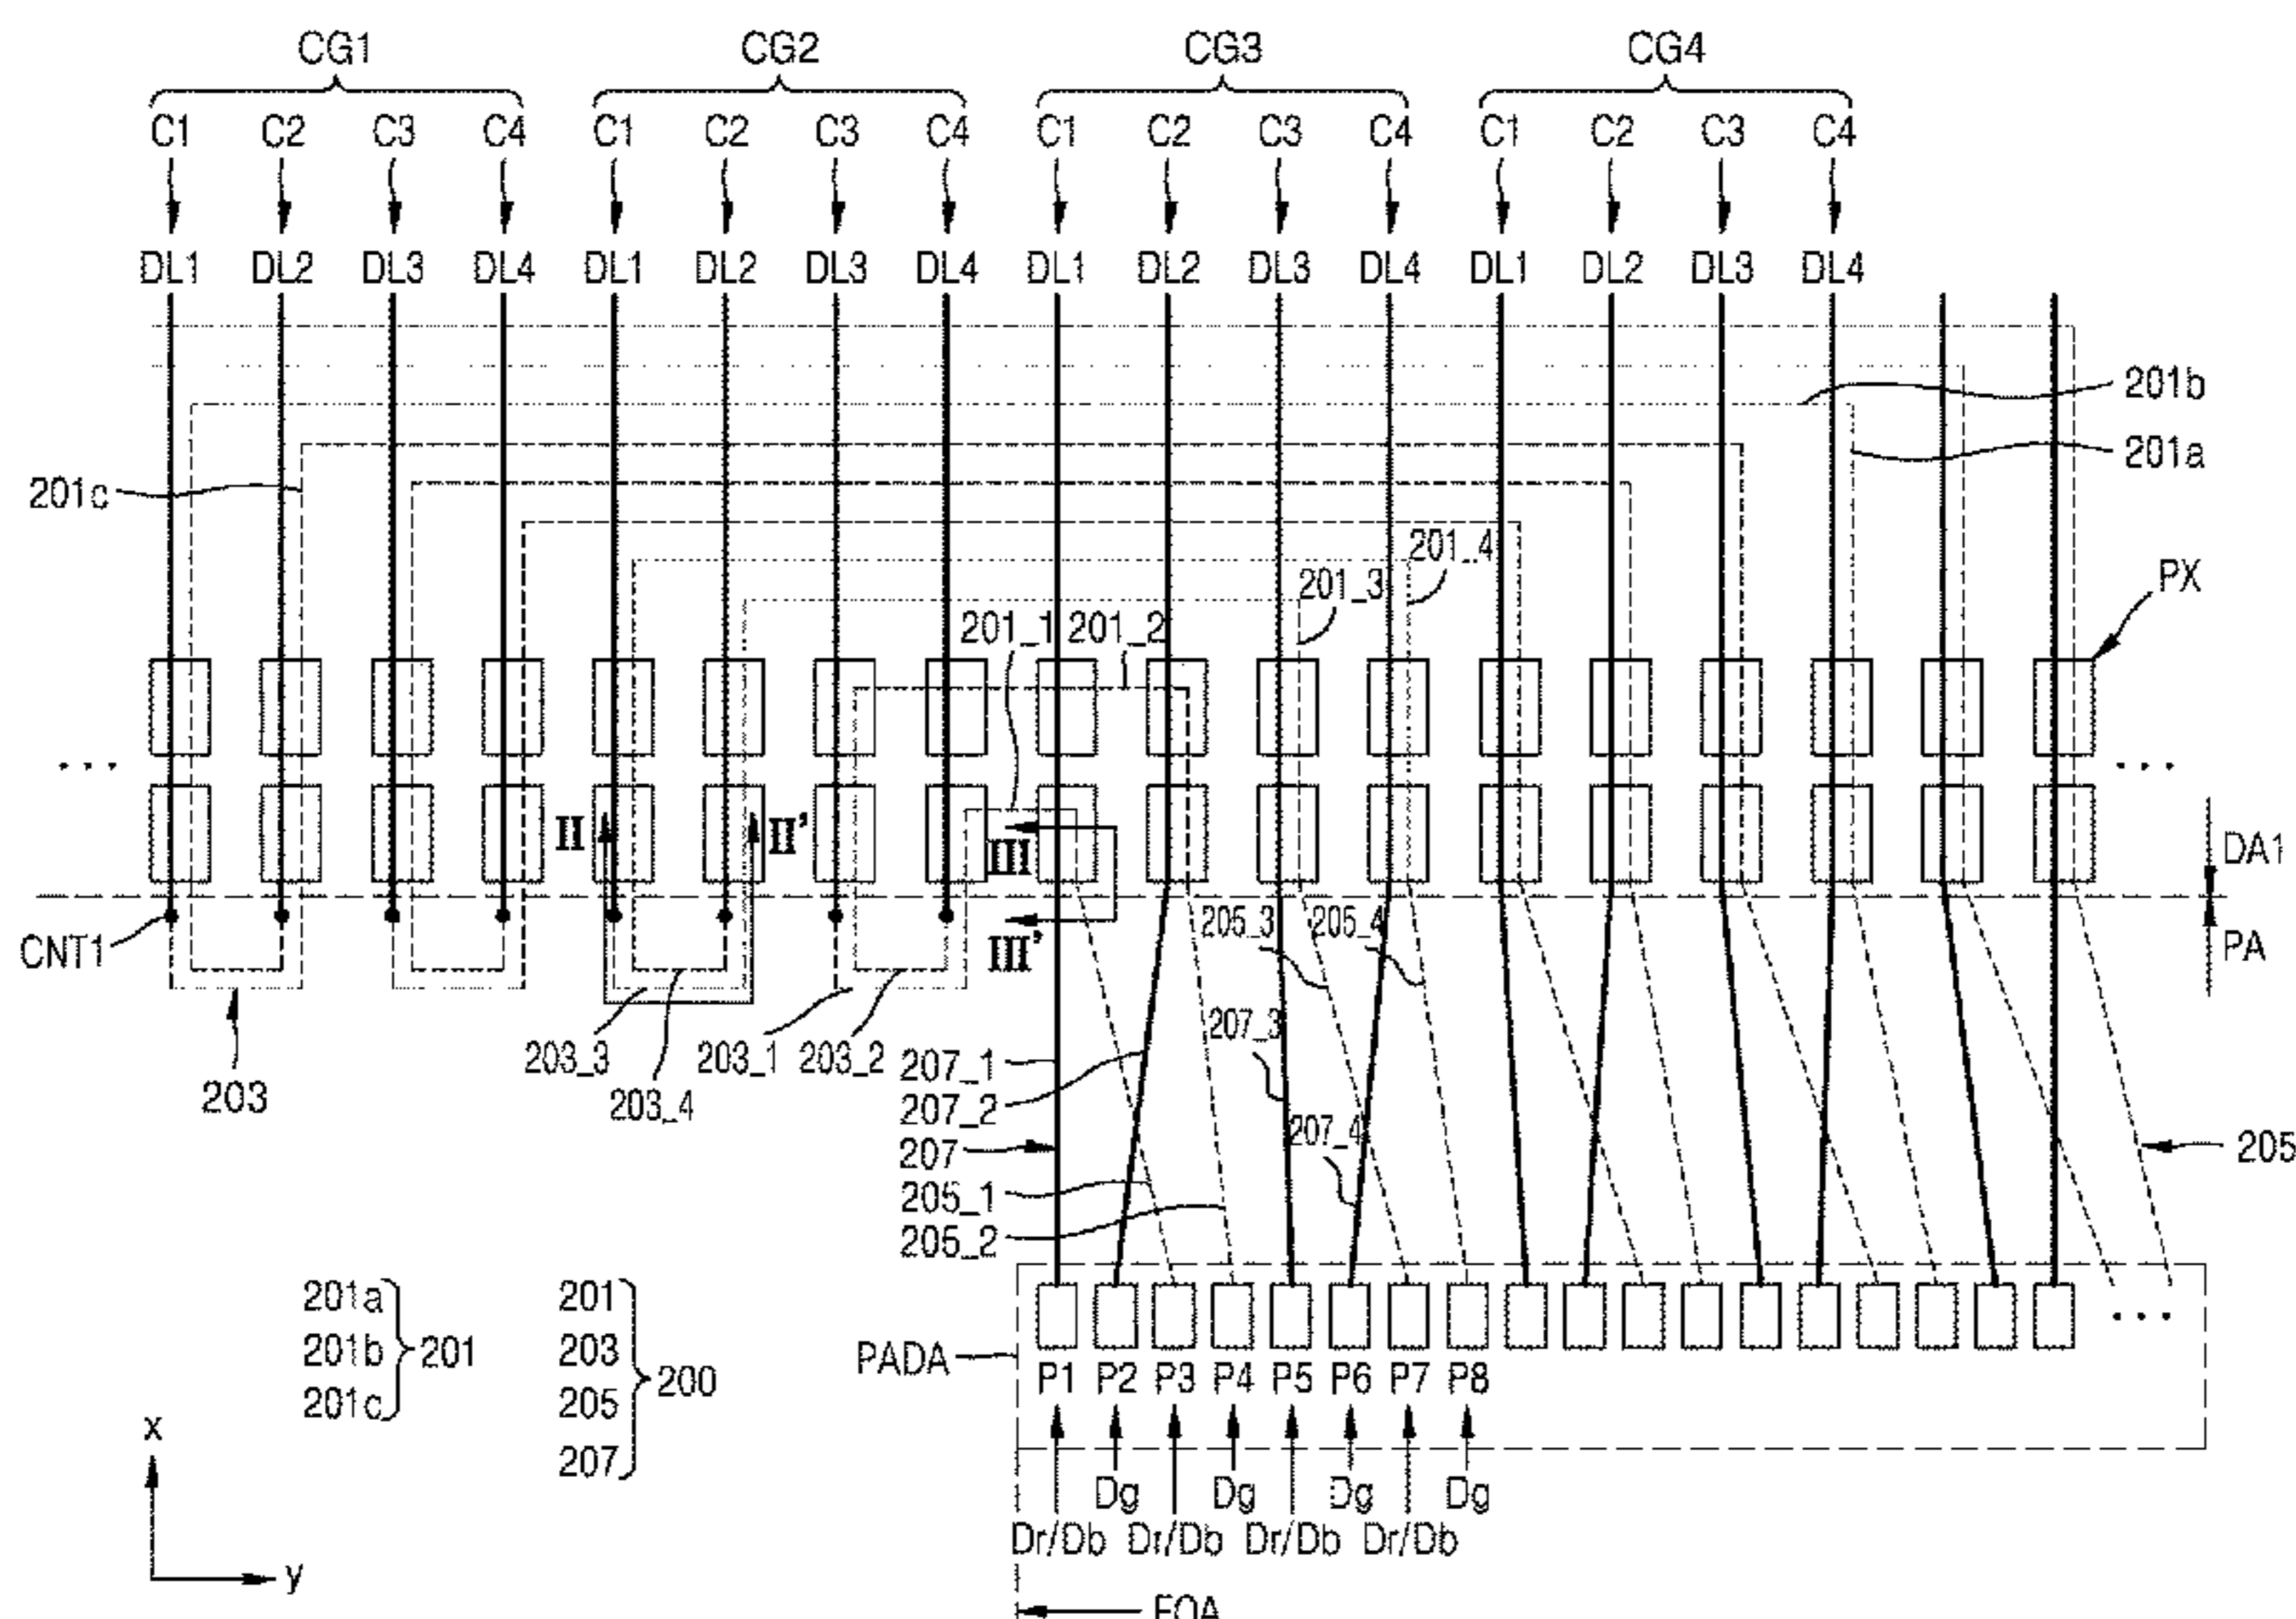 CG1 CG2 CG3 CG4
C1 C2 C3 C4 C1 C2 C3 C4 C1 C2 C3 C4 C1 C2 C3 C4
DL1 DL2 DL3 DL4 DL1 DL2 DL3 DL4 DL1 DL2 DL3 DL4 DL1 DL2 DL3 DL4
201b
201a
201c
201_4
201_3
PX
201_1 201_2
...
...
II II'
III
DA1
CNT1
205_3 205_4
III'
PA
207_3
203_3 203_1 203_2 207_1
203
203_4
207_2
207_4
207
205
205_1
205_2
201a
201b
201c
201
201
203
205
207
200
PADA
...
P1 P2 P3 P4 P5 P6 P7 P8
Dg Dg Dg Dg
Dr/Db Dr/Db Dr/Db Dr/Db
x
y
FOA